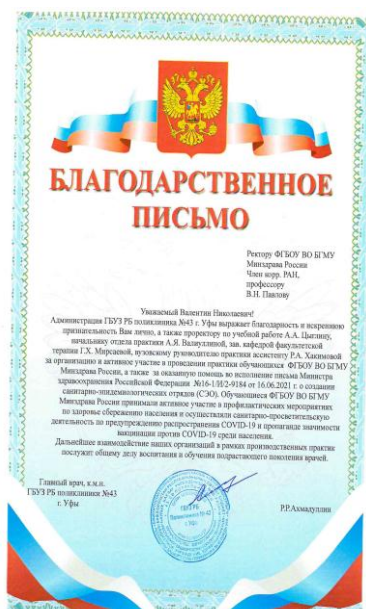 БЛАГОДАРСТВЕННОЕ
ПИСЬМО
Ректору ФГБОУ ВО БГМУ
Минздрава России
Член корр. РАН,
профессору
В.Н. Павлову
Уважаемый Валентин Николаевич!
Администрация ГБУЗ РБ поликлиника №43 г. Уфы выражает благодарность и искреннюю
признательность Вам лично, а также проректору по учебной работе А.А. Цыглину,
начальнику отдела практики А.Я. Валиуллиной, зав. кафедрой факультетской
терапии Г.Х. Мирсаевой, вузовскому руководителю практики ассистенту Р.А. Хакимовой
за организацию и активное участие в проведении практики обучающихся ФГБОУ ВО БГМУ
Минздрава России, а также за оказанную помощь во исполнение письма Министра
здравоохранения Российской Федерации №16-1/И/2-9184 от 16.06.2021 г. о создании
санитарно-эпидемиологических отрядов (СЭО). Обучающиеся ФГБОУ ВО БГМУ
Минздрава России принимали активное участие в профилактических мероприятиях
по здоровье сбережению населения и осуществляли санитарно-просветительскую
деятельность по предупреждению распространения COVID-19 и пропаганде значимости
вакцинации против COVID-19 среди населения.
Дальнейшее взаимодействие наших организаций в рамках производственных практик
послужит общему делу воспитания и обучения подрастающего поколения врачей.
Главный врач, к.м.н.
ГБУЗ РБ поликлиники №43
г. Уфы
Р.Р.Ахмадуллин